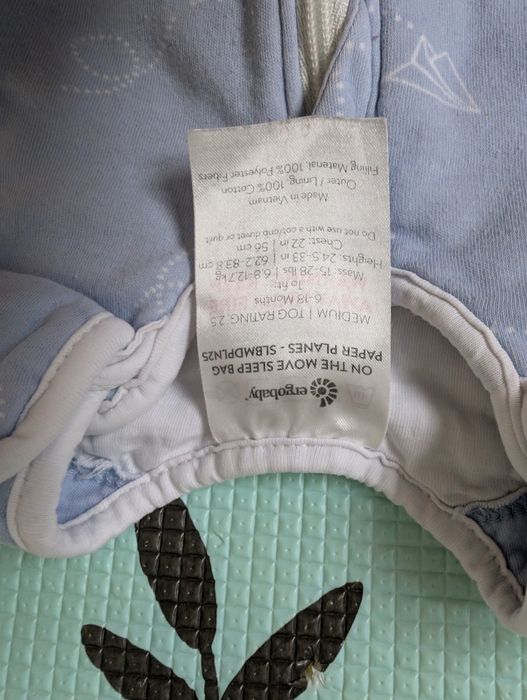 ergobaby
ON THE MOVE SLEEP BAG
PAPER PLANES - SLBMDPLN25
MEDIUM | TOG RATING 2.5
6-18 Months
To fit:
Mass: 15-28 lbs | 6.8-12.7 kg
Heights: 24.5-33 in | 62.2-83.8 cm
Chest: 22 in | 56 cm
Do not use with a cot/crib duvet or quilt
Made in Vietnam
Outer / Lining, 100% Cotton
Filling Material, 100% Polyester Fibers